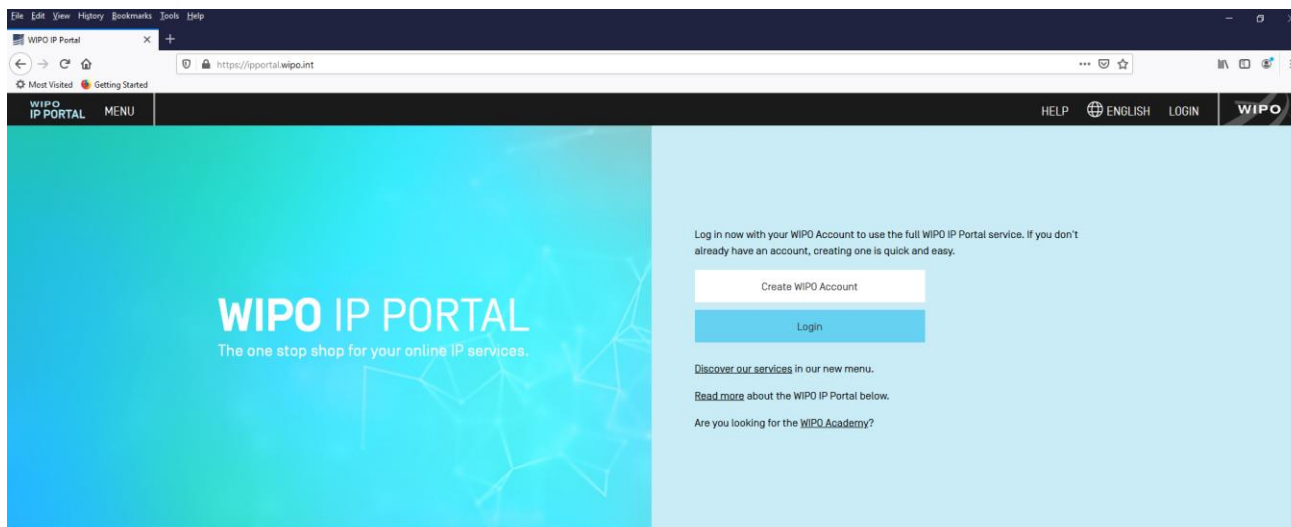 File Edit View History Bookmarks Tools Help
WIPO IP Portal
https://ipportal.wipo.int
Most Visited Getting Started
WIPO
IP PORTAL MENU HELP ENGLISH LOGIN WIPO
Log in now with your WIPO Account to use the full WIPO IP Portal service. If you don't
already have an account, creating one is quick and easy.
Create WIPO Account
Login
WIPO IP PORTAL
The one stop shop for your online IP services.
Discover our services in our new menu.
Read more about the WIPO IP Portal below.
Are you looking for the WIPO Academy?